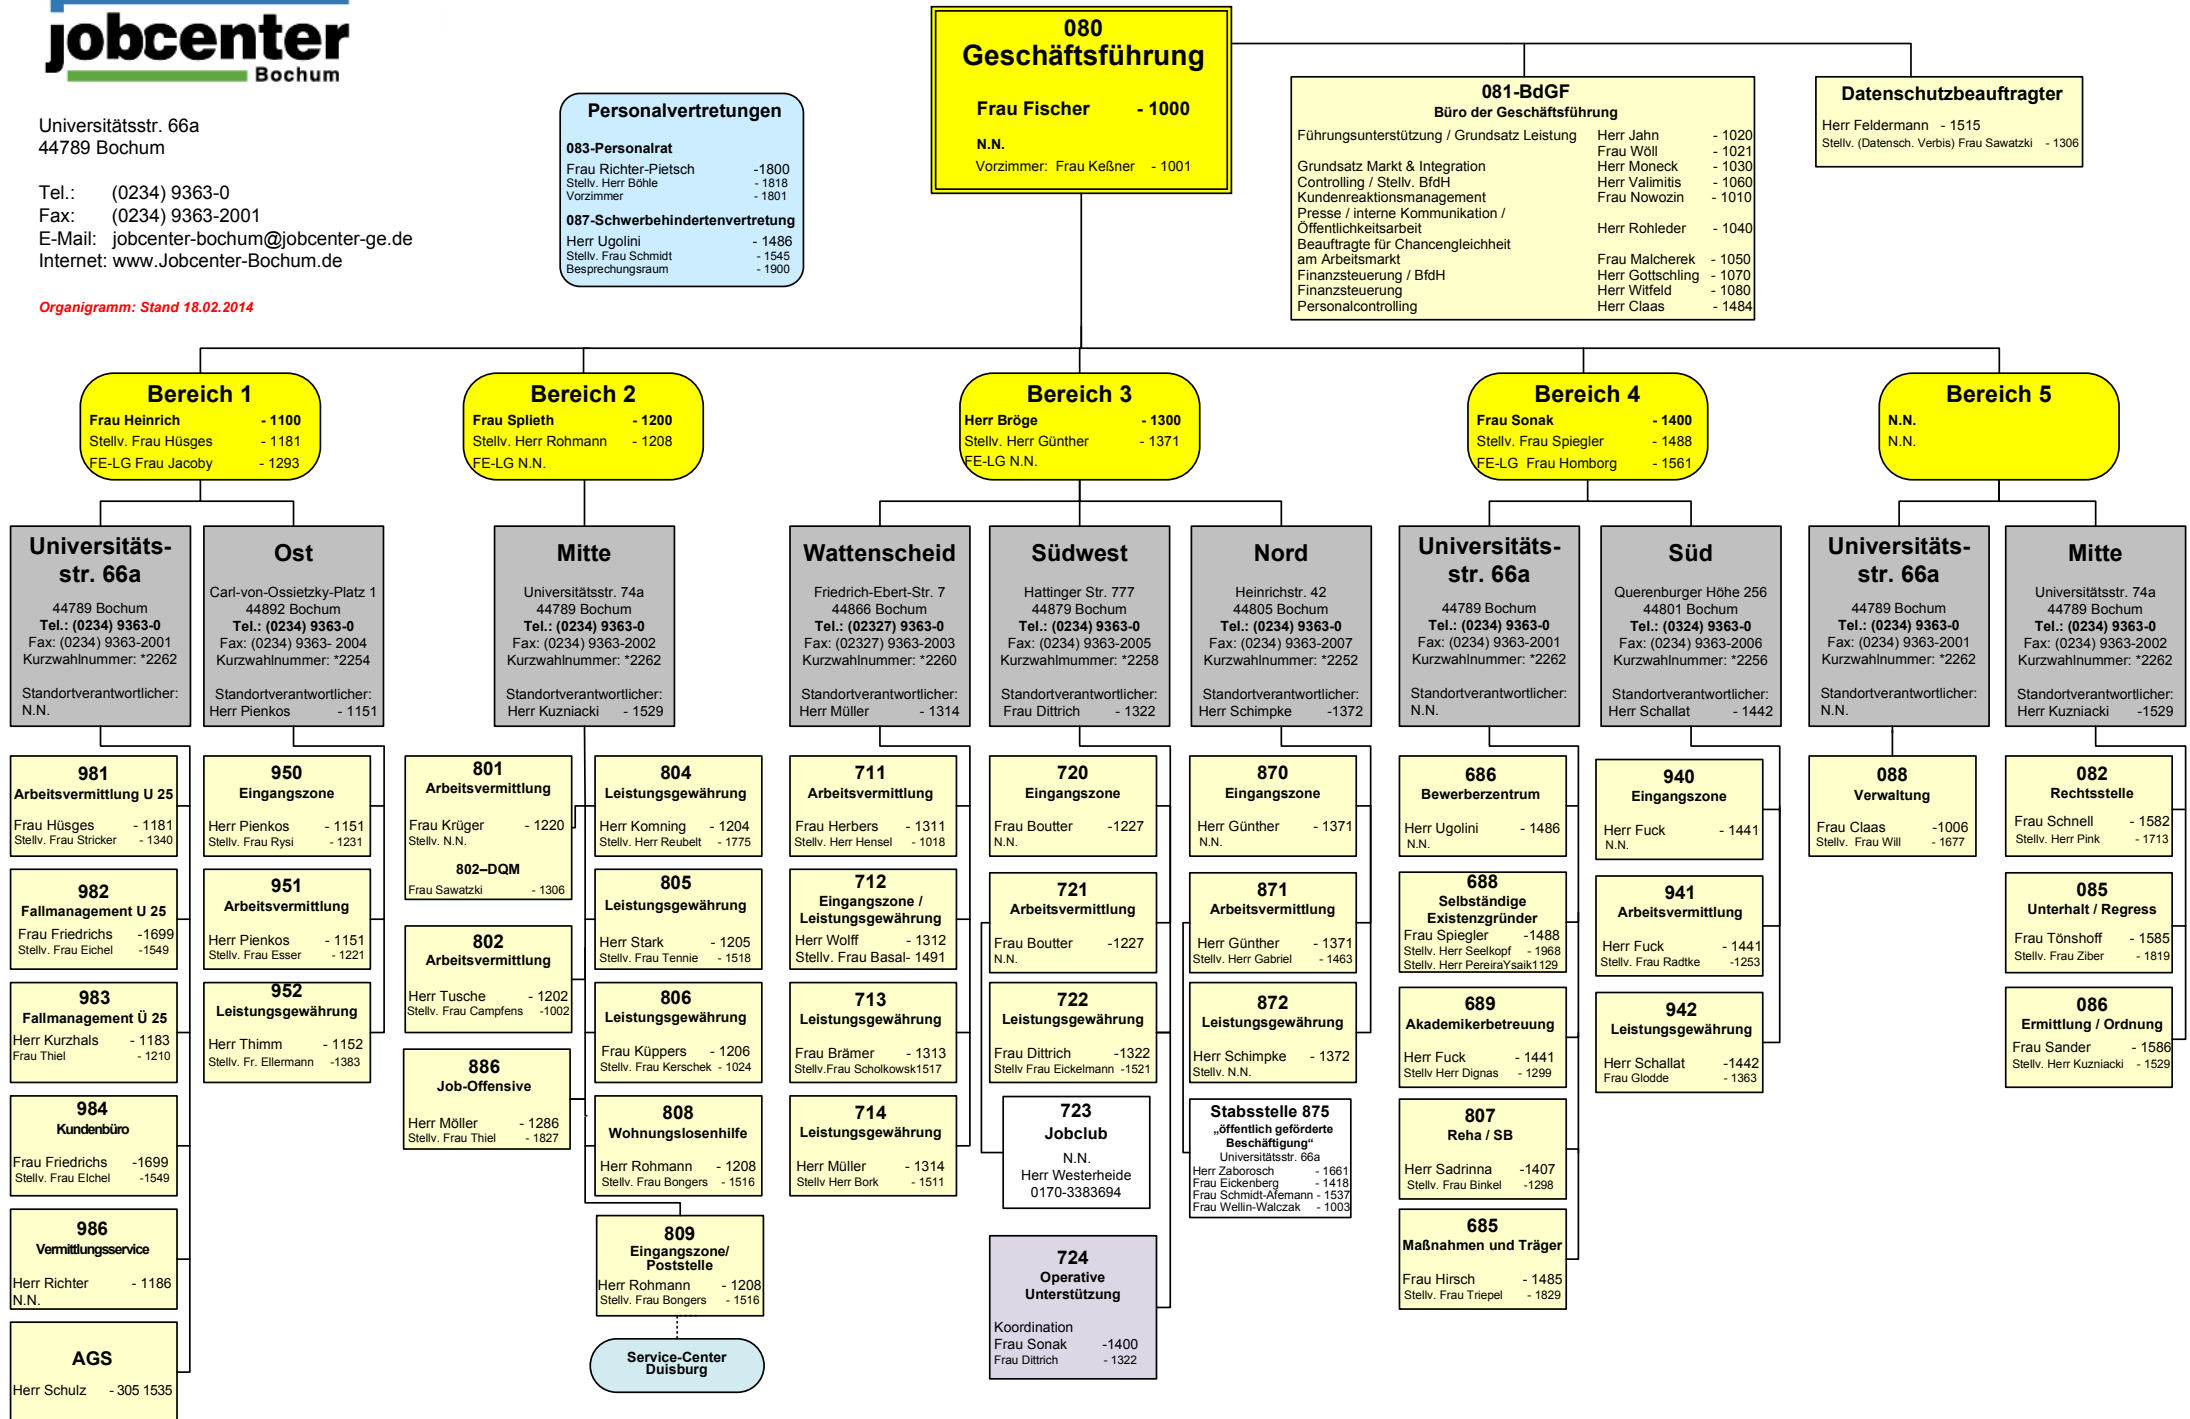 jobcenter
Bochum
Universitätsstr. 66a
44789 Bochum
Tel.: (0234) 9363-0
Fax: (0234) 9363-2001
E-Mail: jobcenter-bochum@jobcenter-ge.de
Internet: www.Jobcenter-Bochum.de
Organigramm: Stand 18.02.2014
Personalvertretungen
083-Personalrat
Frau Richter-Pietsch -1800
Stellv. Herr Böhle - 1818
Vorzimmer - 1801
087-Schwerbehindertenvertretung
Herr Ugolini - 1486
Stellv. Frau Schmidt - 1545
Besprechungsraum - 1900
080
Geschäftsführung
Frau Fischer - 1000
N.N.
Vorzimmer: Frau Keßner - 1001
081-BdGF
Büro der Geschäftsführung
Führungsunterstützung / Grundsatz Leistung Herr Jahn - 1020
Frau Wöll - 1021
Grundsatz Markt & Integration Herr Moneck - 1030
Controlling / Stellv. BfdH Herr Valimitis - 1060
Kundenreaktionsmanagement Frau Nowozin - 1010
Presse / interne Kommunikation /
Öffentlichkeitsarbeit Herr Rohleder - 1040
Beauftragte für Chancengleichheit
am Arbeitsmarkt Frau Malcherek - 1050
Finanzsteuerung / BfdH Herr Gottschling - 1070
Finanzsteuerung Herr Witfeld - 1080
Personalcontrolling Herr Claas - 1484
Datenschutzbeauftragter
Herr Feldermann - 1515
Stellv. (Datensch. Verbis) Frau Sawatzki - 1306
Bereich 1
Frau Heinrich - 1100
Stellv. Frau Hüsges - 1181
FE-LG Frau Jacoby - 1293
Bereich 2
Frau Splieth - 1200
Stellv. Herr Rohmann - 1208
FE-LG N.N.
Bereich 3
Herr Bröge - 1300
Stellv. Herr Günther - 1371
FE-LG N.N.
Bereich 4
Frau Sonak - 1400
Stellv. Frau Spiegler - 1488
FE-LG Frau Homborg - 1561
Bereich 5
N.N.
N.N.
Universitäts-
str. 66a
44789 Bochum
Tel.: (0234) 9363-0
Fax: (0234) 9363-2001
Kurzwahlnummer: *2262
Standortverantwortlicher:
N.N.
Ost
Carl-von-Ossietzky-Platz 1
44892 Bochum
Tel.: (0234) 9363-0
Fax: (0234) 9363- 2004
Kurzwahlnummer: *2254
Standortverantwortlicher:
Herr Pienkos - 1151
Mitte
Universitätsstr. 74a
44789 Bochum
Tel.: (0234) 9363-0
Fax: (0234) 9363-2002
Kurzwahlnummer: *2262
Standortverantwortlicher:
Herr Kuzniacki - 1529
Wattenscheid
Friedrich-Ebert-Str. 7
44866 Bochum
Tel.: (02327) 9363-0
Fax: (02327) 9363-2003
Kurzwahlnummer: *2260
Standortverantwortlicher:
Herr Müller - 1314
Südwest
Hattinger Str. 777
44879 Bochum
Tel.: (0234) 9363-0
Fax: (0234) 9363-2005
Kurzwahlmummer: *2258
Standortverantwortlicher:
Frau Dittrich - 1322
Nord
Heinrichstr. 42
44805 Bochum
Tel.: (0234) 9363-0
Fax: (0234) 9363-2007
Kurzwahlnummer: *2252
Standortverantwortlicher:
Herr Schimpke -1372
Universitäts-
str. 66a
44789 Bochum
Tel.: (0234) 9363-0
Fax: (0234) 9363-2001
Kurzwahlnummer: *2262
Standortverantwortlicher:
N.N.
Süd
Querenburger Höhe 256
44801 Bochum
Tel.: (0324) 9363-0
Fax: (0234) 9363-2006
Kurzwahlnummer: *2256
Standortverantwortlicher:
Herr Schallat - 1442
Universitäts-
str. 66a
44789 Bochum
Tel.: (0234) 9363-0
Fax: (0234) 9363-2001
Kurzwahlnummer: *2262
Standortverantwortlicher:
N.N.
Mitte
Universitätsstr. 74a
44789 Bochum
Tel.: (0234) 9363-0
Fax: (0234) 9363-2002
Kurzwahlnummer: *2262
Standortverantwortlicher:
Herr Kuzniacki -1529
981
Arbeitsvermittlung U 25
Frau Hüsges - 1181
Stellv. Frau Stricker - 1340
982
Fallmanagement U 25
Frau Friedrichs -1699
Stellv. Frau Eichel -1549
983
Fallmanagement Ü 25
Herr Kurzhals - 1183
Frau Thiel - 1210
984
Kundenbüro
Frau Friedrichs -1699
Stellv. Frau EIchel -1549
986
Vermittlungsservice
Herr Richter - 1186
N.N.
AGS
Herr Schulz - 305 1535
950
Eingangszone
Herr Pienkos - 1151
Stellv. Frau Rysi - 1231
951
Arbeitsvermittlung
Herr Pienkos - 1151
Stellv. Frau Esser - 1221
952
Leistungsgewährung
Herr Thimm - 1152
Stellv. Fr. Ellermann -1383
801
Arbeitsvermittlung
Frau Krüger - 1220
Stellv. N.N.
802–DQM
Frau Sawatzki - 1306
802
Arbeitsvermittlung
Herr Tusche - 1202
Stellv. Frau Campfens -1002
886
Job-Offensive
Herr Möller - 1286
Stellv. Frau Thiel - 1827
804
Leistungsgewährung
Herr Komning - 1204
Stellv. Herr Reubelt - 1775
805
Leistungsgewährung
Herr Stark - 1205
Stellv. Frau Tennie - 1518
806
Leistungsgewährung
Frau Küppers - 1206
Stellv. Frau Kerschek - 1024
808
Wohnungslosenhilfe
Herr Rohmann - 1208
Stellv. Frau Bongers - 1516
809
Eingangszone/
Poststelle
Herr Rohmann - 1208
Stellv. Frau Bongers - 1516
Service-Center
Duisburg
711
Arbeitsvermittlung
Frau Herbers - 1311
Stellv. Herr Hensel - 1018
712
Eingangszone /
Leistungsgewährung
Herr Wolff - 1312
Stellv. Frau Basal- 1491
713
Leistungsgewährung
Frau Brämer - 1313
Stellv.Frau Scholkowsk1517
714
Leistungsgewährung
Herr Müller - 1314
Stellv Herr Bork - 1511
720
Eingangszone
Frau Boutter -1227
N.N.
721
Arbeitsvermittlung
Frau Boutter -1227
N.N.
722
Leistungsgewährung
Frau Dittrich -1322
Stellv Frau Eickelmann -1521
723
Jobclub
N.N.
Herr Westerheide
0170-3383694
724
Operative
Unterstützung
Koordination
Frau Sonak -1400
Frau Dittrich - 1322
870
Eingangszone
Herr Günther - 1371
N.N.
871
Arbeitsvermittlung
Herr Günther - 1371
Stellv. Herr Gabriel - 1463
872
Leistungsgewährung
Herr Schimpke - 1372
Stellv. N.N.
Stabsstelle 875
„öffentlich geförderte
Beschäftigung“
Universitätsstr. 66a
Herr Zaborosch - 1661
Frau Eickenberg - 1418
Frau Schmidt-Afemann - 1537
Frau Wellin-Walczak - 1003
686
Bewerberzentrum
Herr Ugolini - 1486
N.N.
688
Selbständige
Existenzgründer
Frau Spiegler -1488
Stellv. Herr Seelkopf - 1968
Stellv. Herr PereiraYsaik1129
689
Akademikerbetreuung
Herr Fuck - 1441
Stellv Herr Dignas - 1299
807
Reha / SB
Herr Sadrinna -1407
Stellv. Frau Binkel -1298
685
Maßnahmen und Träger
Frau Hirsch - 1485
Stellv. Frau Triepel - 1829
940
Eingangszone
Herr Fuck - 1441
N.N.
941
Arbeitsvermittlung
Herr Fuck - 1441
Stellv. Frau Radtke -1253
942
Leistungsgewährung
Herr Schallat -1442
Frau Glodde - 1363
088
Verwaltung
Frau Claas -1006
Stellv. Frau Will - 1677
082
Rechtsstelle
Frau Schnell - 1582
Stellv. Herr Pink - 1713
085
Unterhalt / Regress
Frau Tönshoff - 1585
Stellv. Frau Ziber - 1819
086
Ermittlung / Ordnung
Frau Sander - 1586
Stellv. Herr Kuzniacki - 1529